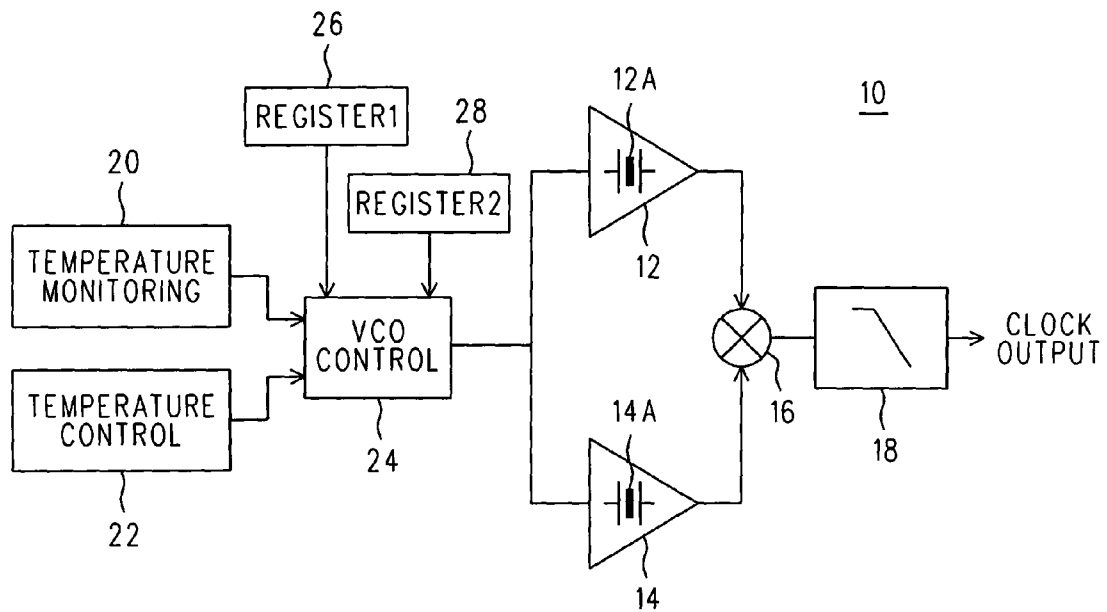 26
REGISTER1
12A
10
28
20
REGISTER2
12
TEMPERATURE
MONITORING
VCO
CONTROL
CLOCK
OUTPUT
16
18
TEMPERATURE
CONTROL
24
14A
22
14